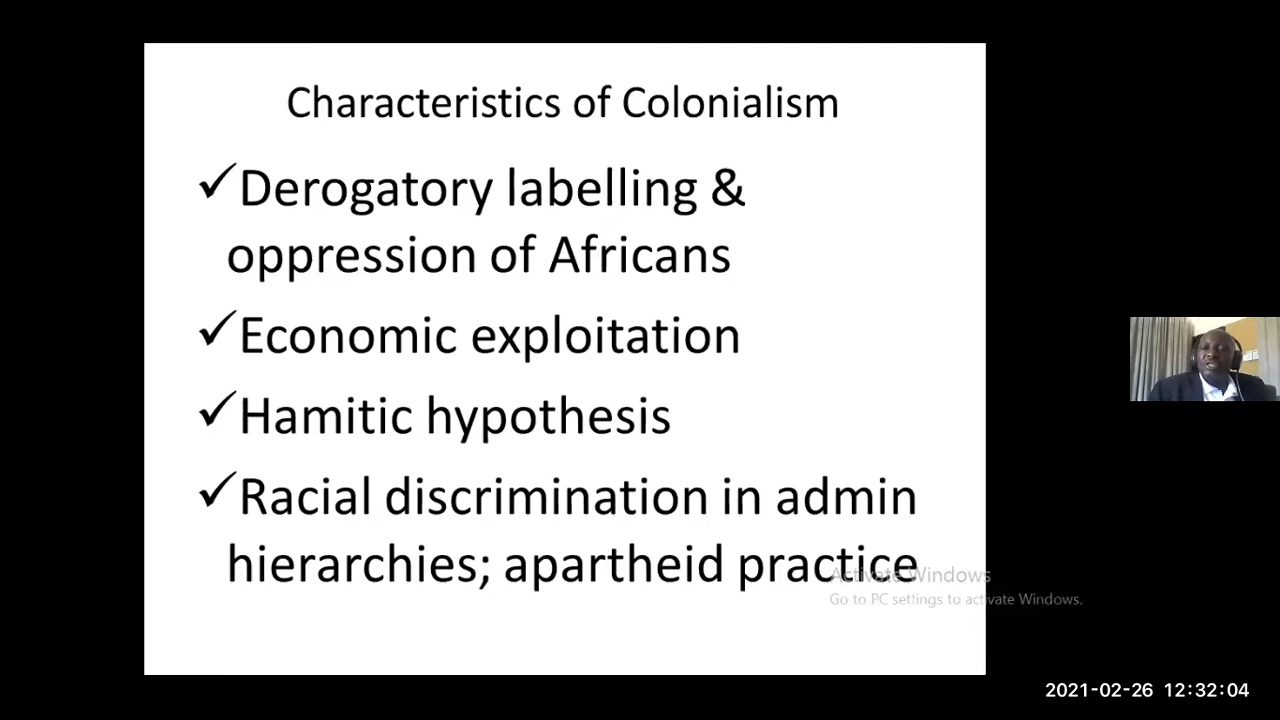 Characteristics of Colonialism
✓Derogatory labelling &
oppression of Africans
✓Economic exploitation
✓Hamitic hypothesis
✓Racial discrimination in admin
hierarchies; apartheid practice
Activate Windows
Go to PC settings to activate Windows.
2021-02-26 12:32:04